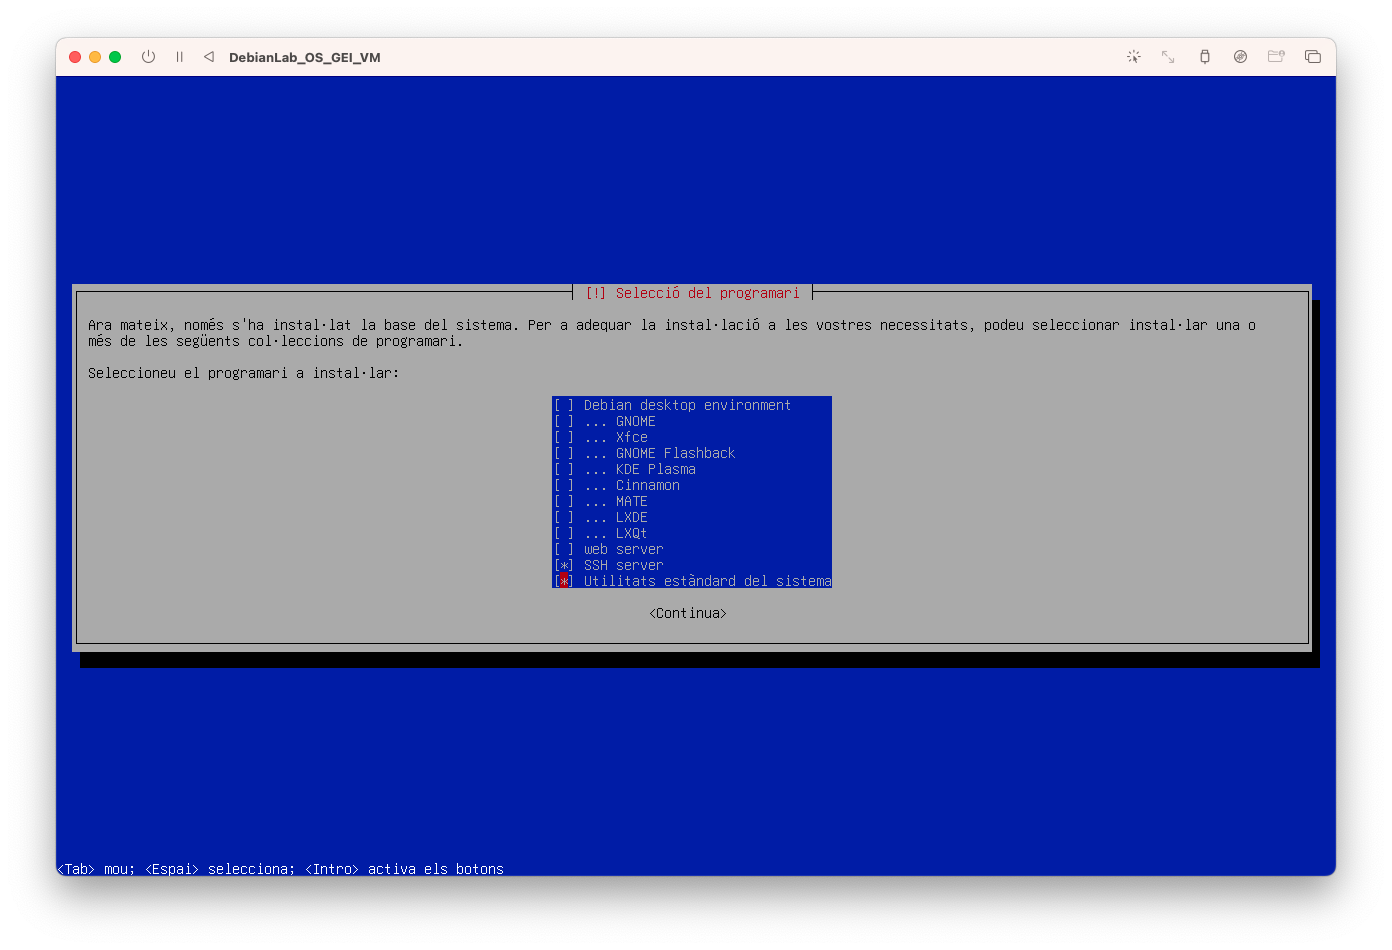 DebianLab_OS_GEI_VM
[!] Selecció del programari
Ara mateix, només s'ha instal·lat la base del sistema. Per a adequar la instal·lació a les vostres necessitats, podeu seleccionar instal·lar una o
més de les següents col·leccions de programari.
Seleccioneu el programari a instal·lar:
[ ] Debian desktop environment
[ ] ... GNOME
[ ] ... Xfce
[ ] ... GNOME Flashback
[ ] ... KDE Plasma
[ ] ... Cinnamon
[ ] ... MATE
[ ] ... LXDE
[ ] ... LXQt
[ ] web server
[*] SSH server
[*] Utilitats estàndard del sistema
<Continua>
<Tab> mou; <Espai> selecciona; <Intro> activa els botons